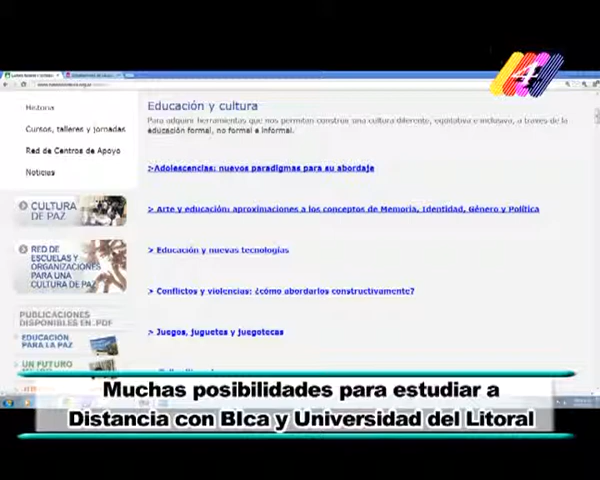 4
Historia
Cursos, talleres y jornadas
Red de Centros de Apoyo
Noticias
CULTURA
DE PAZ
RED DE
ESCUELAS Y
ORGANIZACIONES
PARA UNA
CULTURA DE PAZ
PUBLICACIONES
DISPONIBLES EN .PDF
EDUCACIÓN
PARA LA PAZ
UN FUTURO
Educación y cultura
Para adquirir herramientas que nos permitan construir una cultura diferente, equitativa e inclusiva, a través de la
educación formal, no formal e informal.
>Adolescencias: nuevos paradigmas para su abordaje
> Arte y educación: aproximaciones a los conceptos de Memoria, Identidad, Género y Política
> Educación y nuevas tecnologías
> Conflictos y violencias: ¿cómo abordarlos constructivamente?
> Juegos, juguetes y juegotecas
Muchas posibilidades para estudiar a
Distancia con BIca y Universidad del Litoral